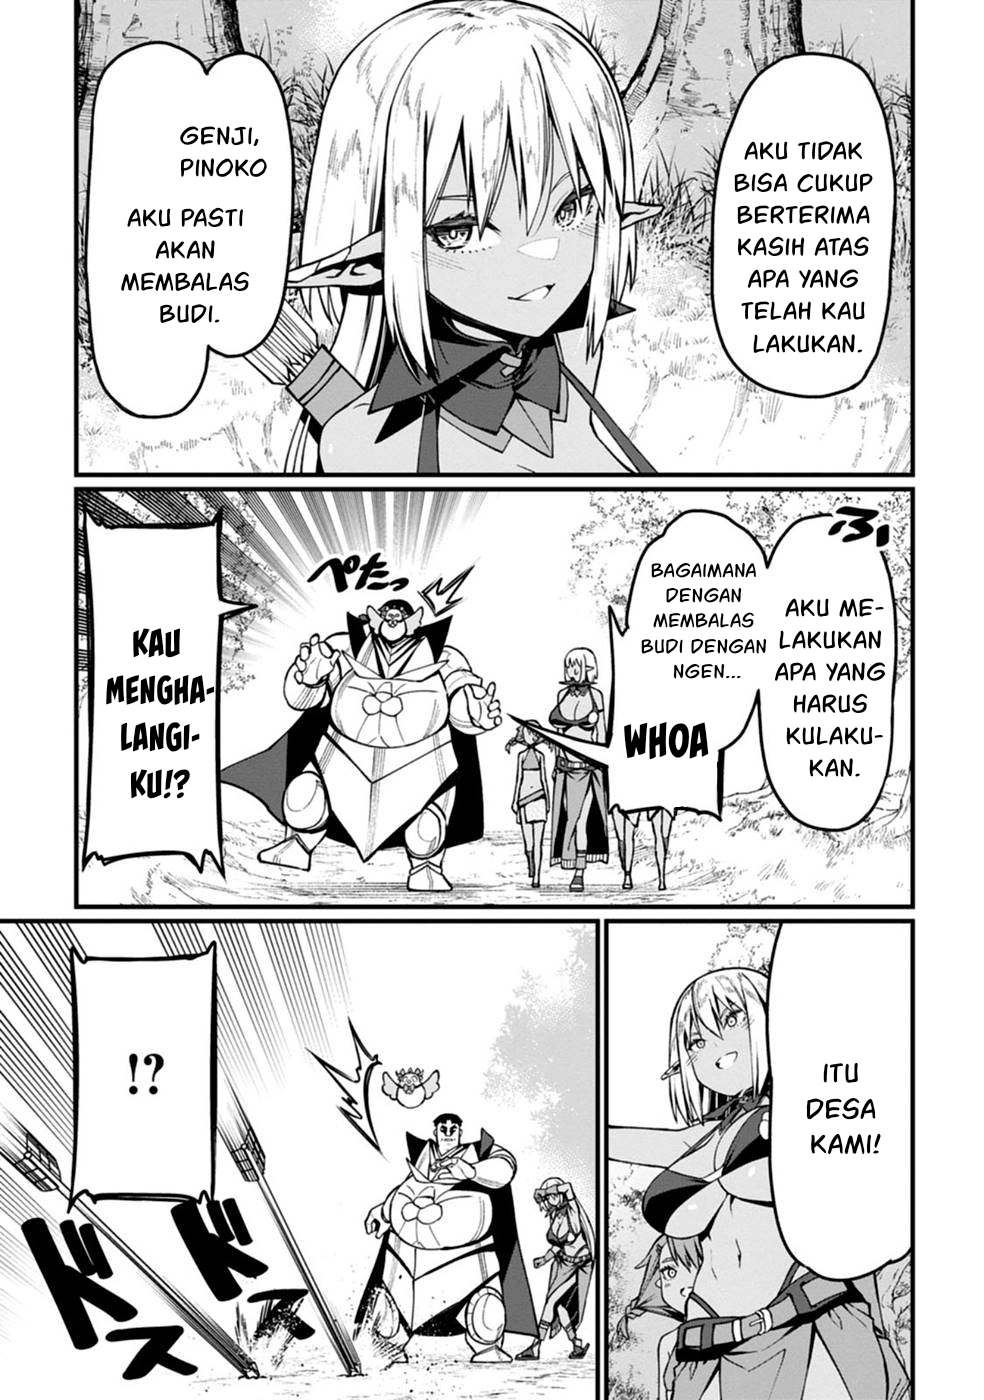 AKU TIDAK
BISA CUKUP
BERTERIMA
KASIH ATAS
APA YANG
TELAH KAU
LAKUKAN.
GENJI,
PINOKO
AKU PASTI
AKAN
MEMBALAS
BUDI.
ふぃ
AKU ME-
LAKUKAN
APA YANG
HARUS
KULAKU-
KAN.
BAGAIMANA
DENGAN
MEMBALAS
BUDI DENGAN
NGEN...
WHOA
ぺたっ
KAU
MENGHA-
LANGI-
KU!?
ITU
DESA
KAMI!
!?
ドドドス